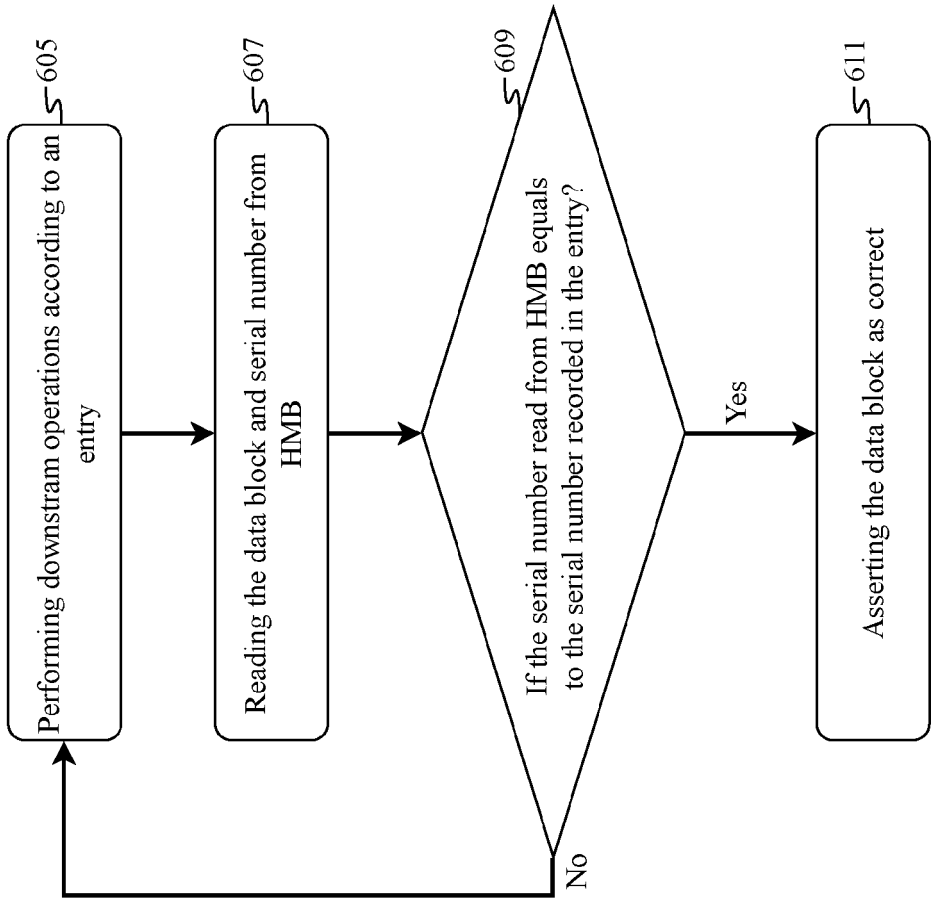 Performing downstram operations according to an
entry
605
Reading the data block and serial number from
HMB
607
If the serial number read from HMB equals
to the serial number recorded in the entry?
609
No
Yes
Asserting the data block as correct
611